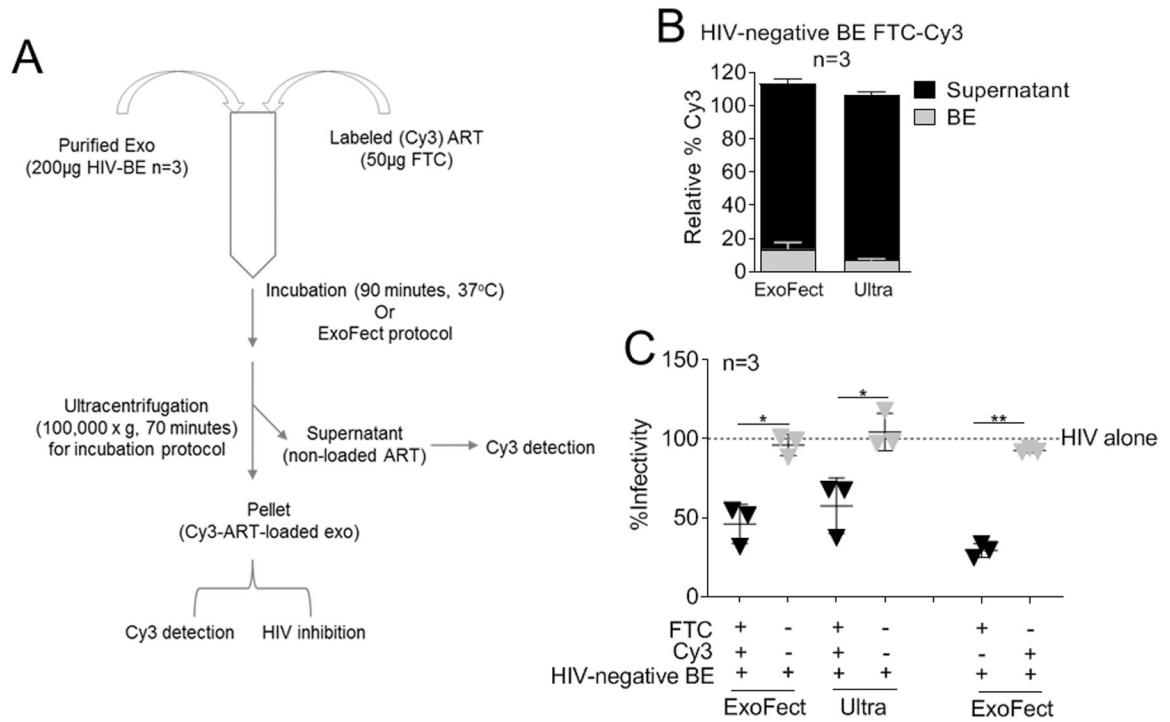 A
Purified Exo
(200µg HIV-BE n=3)
Labeled (Cy3) ART
(50µg FTC)
Incubation (90 minutes, 37°C)
Or
ExoFect protocol
Ultracentrifugation
(100,000 x g, 70 minutes)
for incubation protocol
Supernatant
(non-loaded ART)
Cy3 detection
Pellet
(Cy3-ART-loaded exo)
Cy3 detection
HIV inhibition
B
HIV-negative BE FTC-Cy3
n=3
Relative % Cy3
120
100
80
60
40
20
0
ExoFect
Ultra
Supernatant
BE
C
n=3
%Infectivity
150
100
50
0
*
*
**
HIV alone
FTC + - + - + -
Cy3 + - + - - +
HIV-negative BE + + + + + +
ExoFect
Ultra
ExoFect